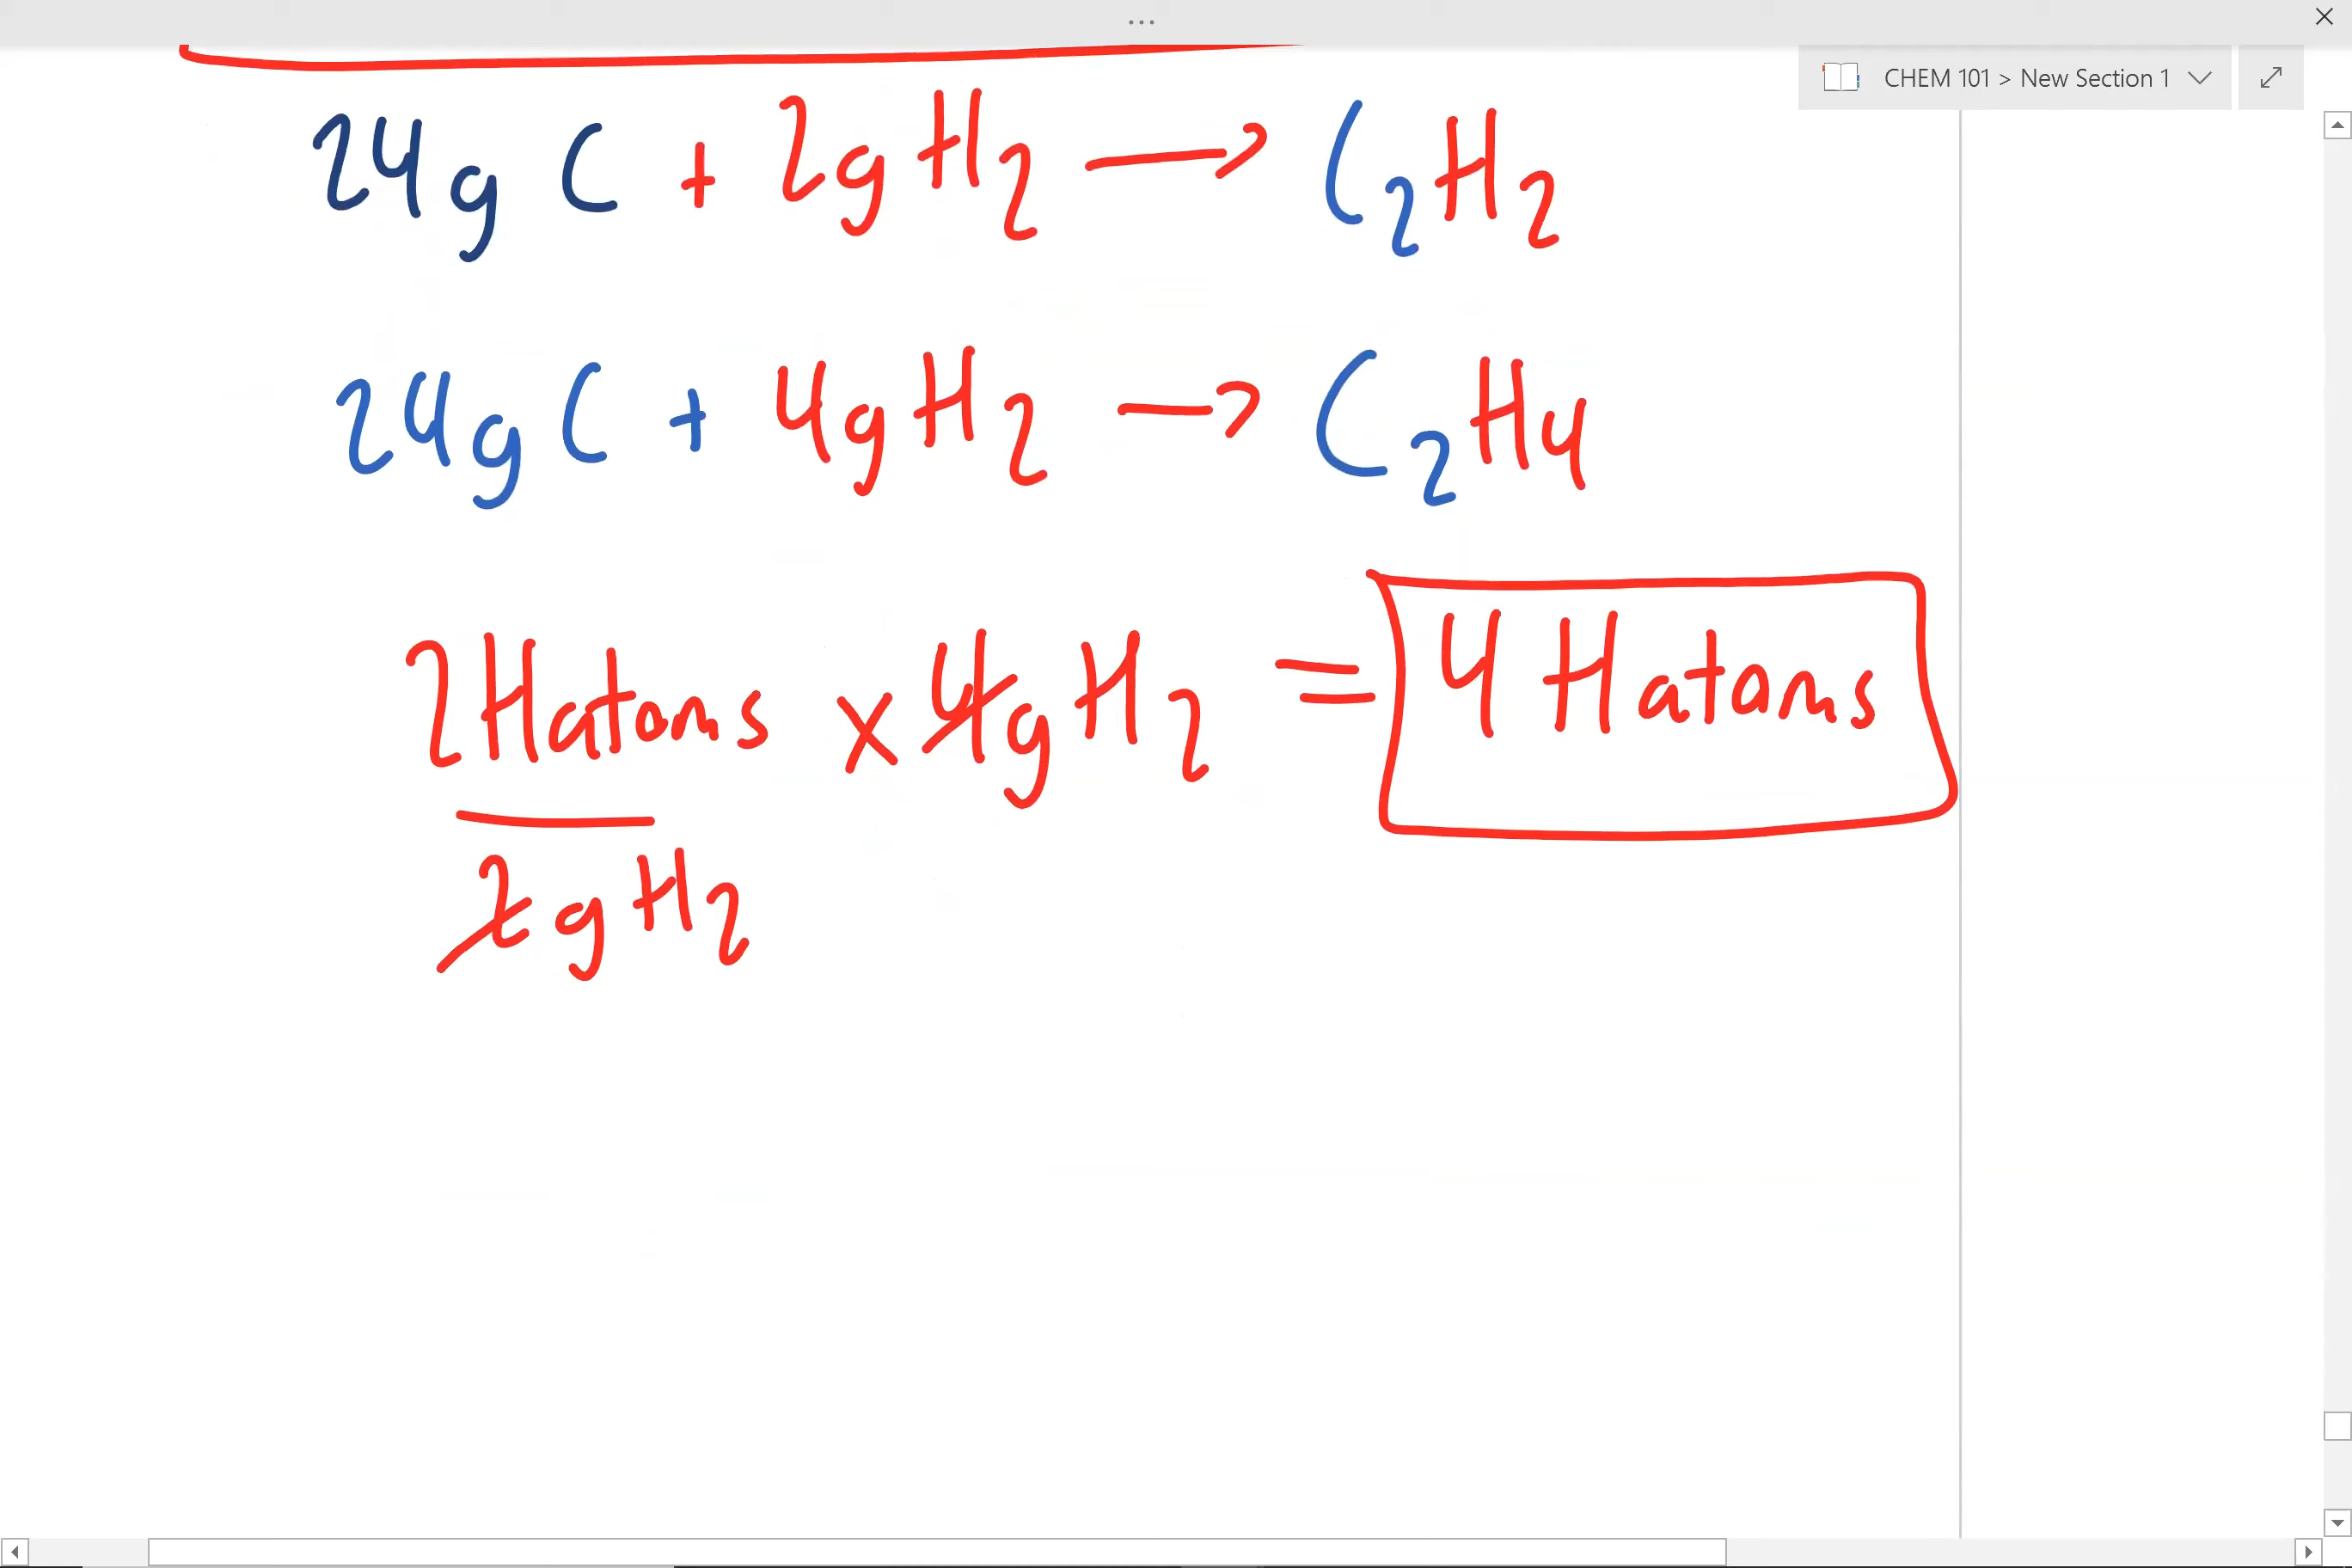 ...
CHEM 101 > New Section 1
24g C + 2g H2 → C2H2
24g C + 4g H2 → C2H4
2 H atoms x 4g H2 = 4 H atoms
2 g H2